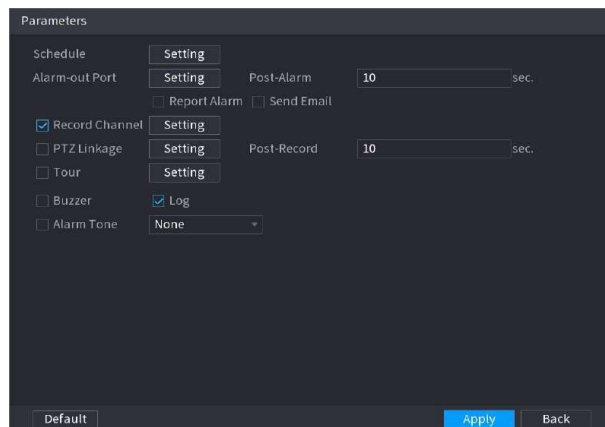 Parameters
Schedule Setting
Alarm-out Port Setting Post-Alarm 10 sec.
Report Alarm Send Email
Record Channel Setting
PTZ Linkage Setting Post-Record 10 sec.
Tour Setting
Buzzer Log
Alarm Tone None
Default Apply Back